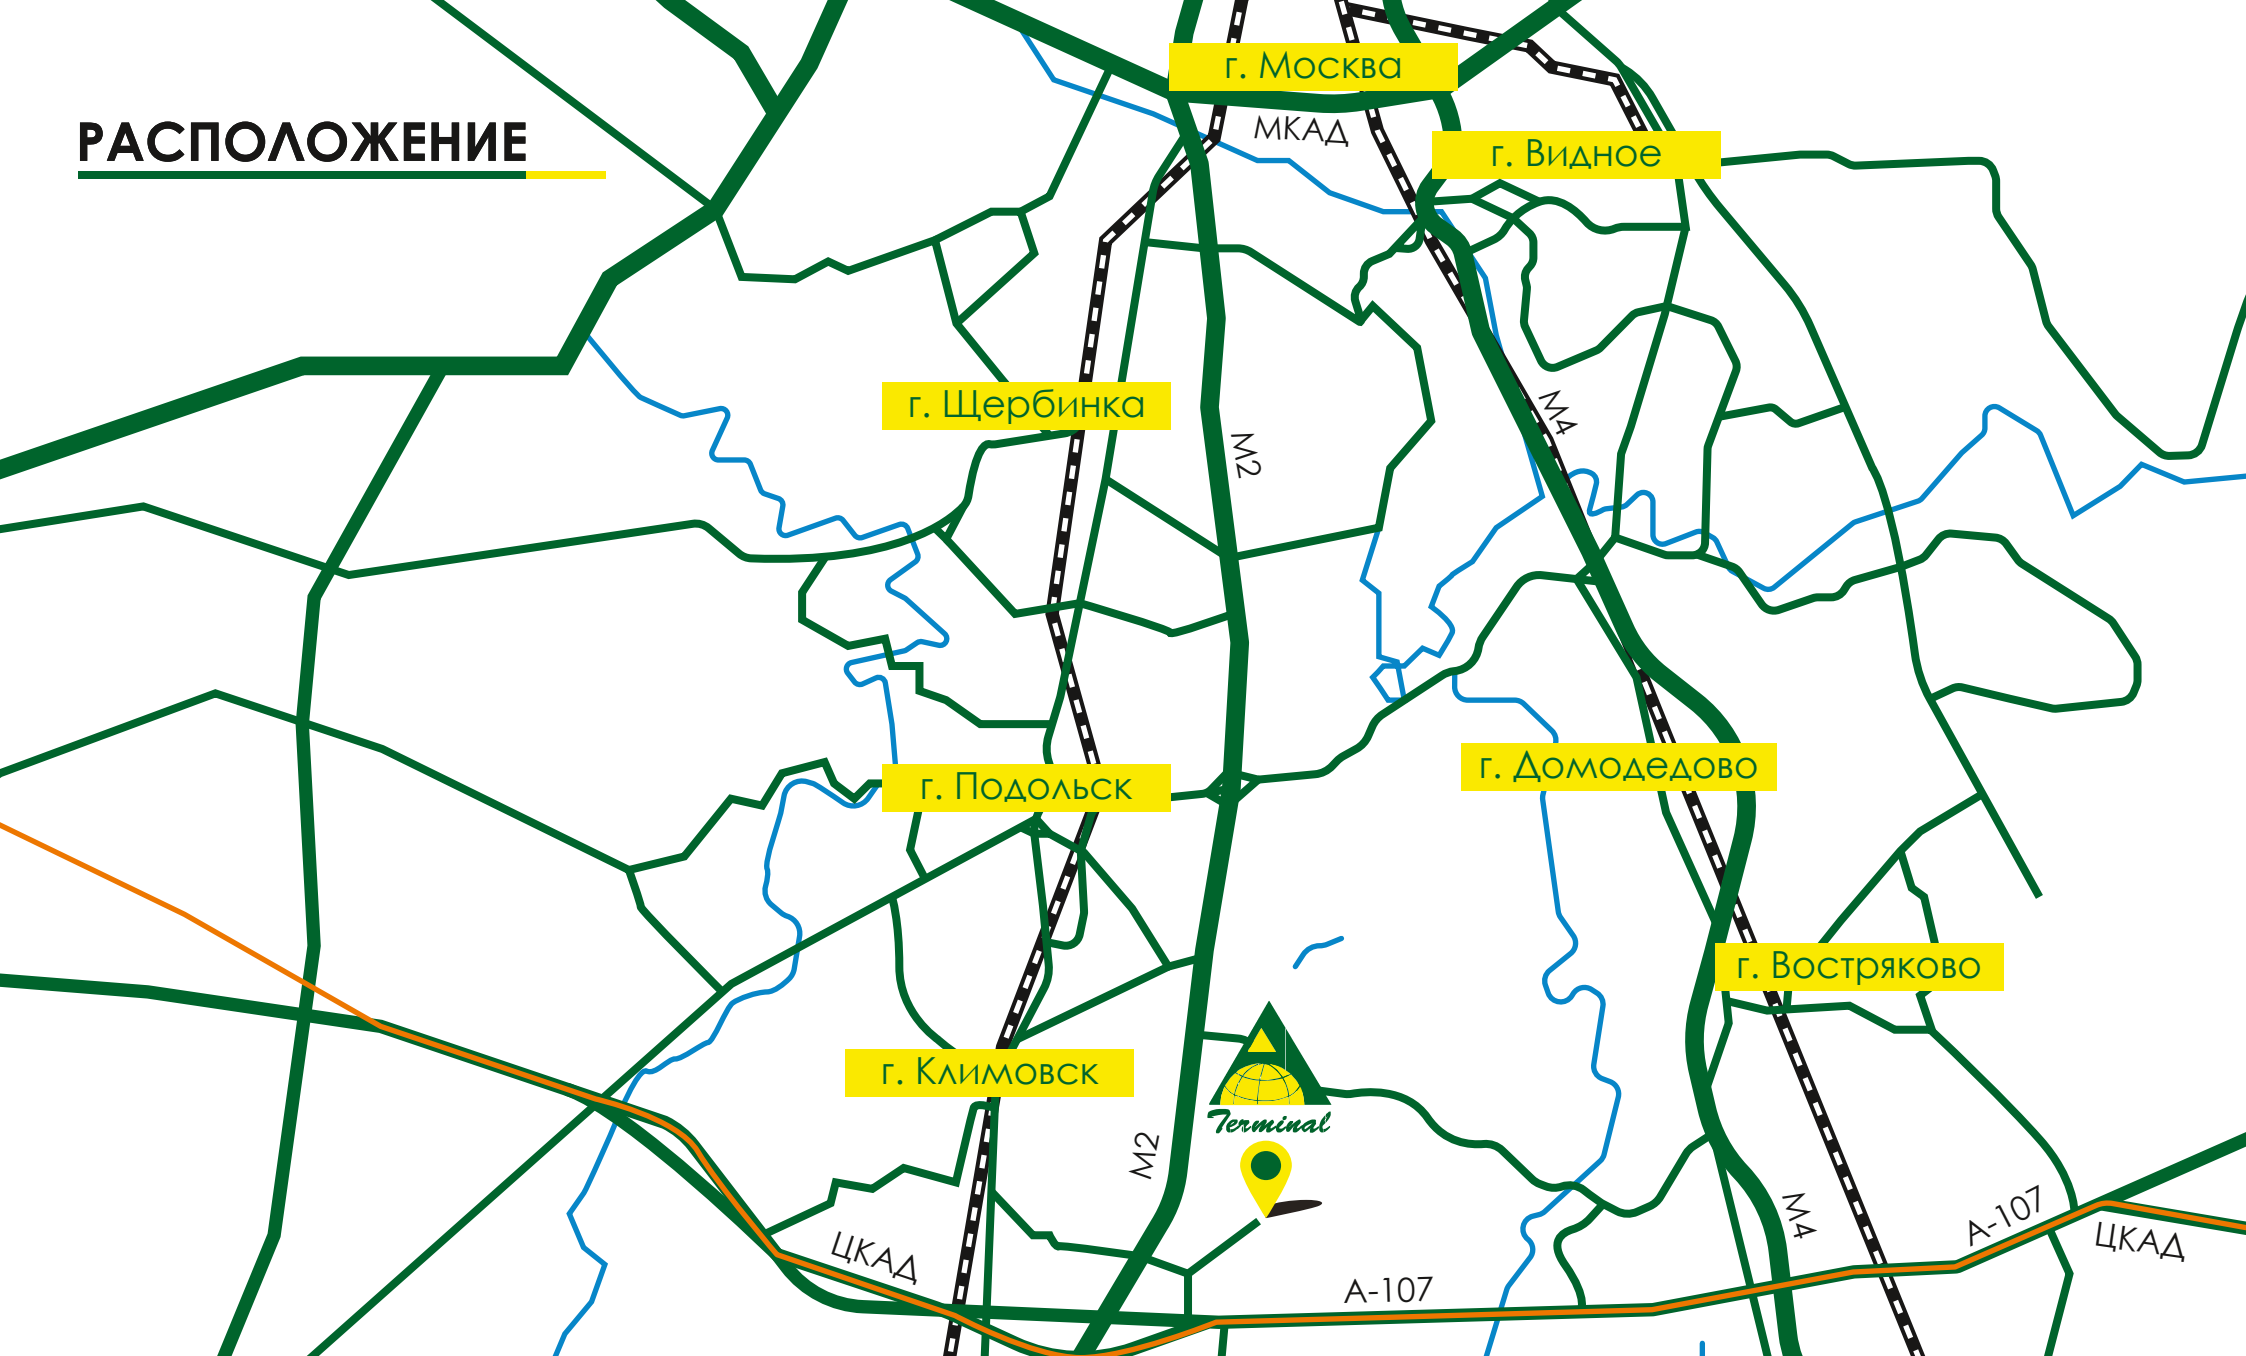 г. Москва
МКАД
РАСПОЛОЖЕНИЕ
г. Видное
г. Щербинка
М4
М2
г. Домодедово
г. Подольск
г. Востряково
г. Климовск
Terminal
М2
М4
А-107
ЦКАД
ЦКАД
А-107